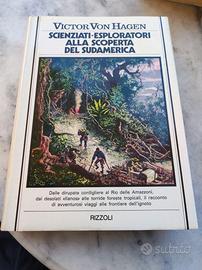 VICTOR VON HAGEN
SCIENZIATI-ESPLORATORI
ALLA SCOPERTA
DEL SUDAMERICA
Dalle dirupate cordigliere al Rio delle Amazzoni,
dai desolati «llanos» alle torride foreste tropicali, il racconto
di avventurosi viaggi alle frontiere dell'ignoto
RIZZOLI
subito